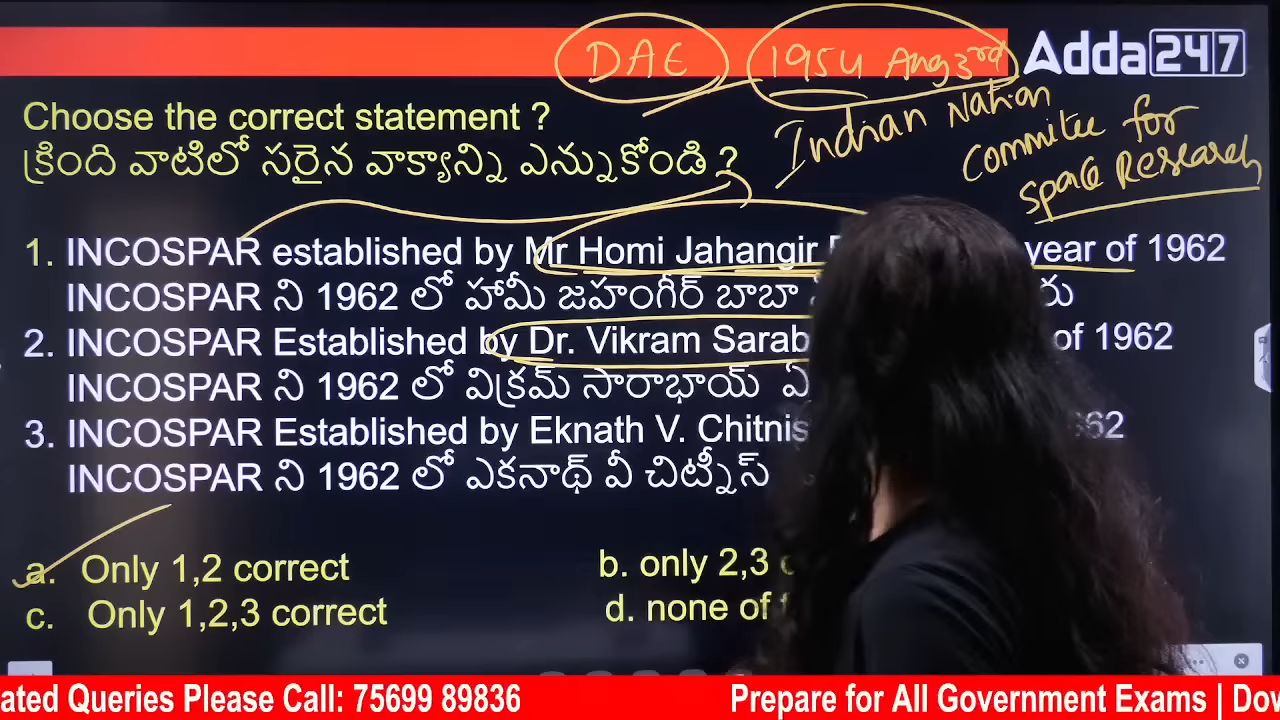 DAE 1954 Aug 3rd Adda247
Indian Nation
Committee for
space Research
Choose the correct statement ?
క్రింది వాటిలో సరైన వాక్యాన్ని ఎన్నుకోండి ?
1. INCOSPAR established by Mr Homi Jahangir year of 1962
INCOSPAR ని 1962 లో హామీ జహంగీర్ బాబా
2. INCOSPAR Established by Dr. Vikram of 1962
INCOSPAR ని 1962 లో విక్రమ్ సారాభాయ్
3. INCOSPAR Established by Eknath V. Chitnis
INCOSPAR ని 1962 లో ఎకనాథ్ వీ చిట్నీస్
a. Only 1,2 correct b. only 2,3
c. Only 1,2,3 correct d. none of
ated Queries Please Call: 75699 89836 Prepare for All Government Exams |